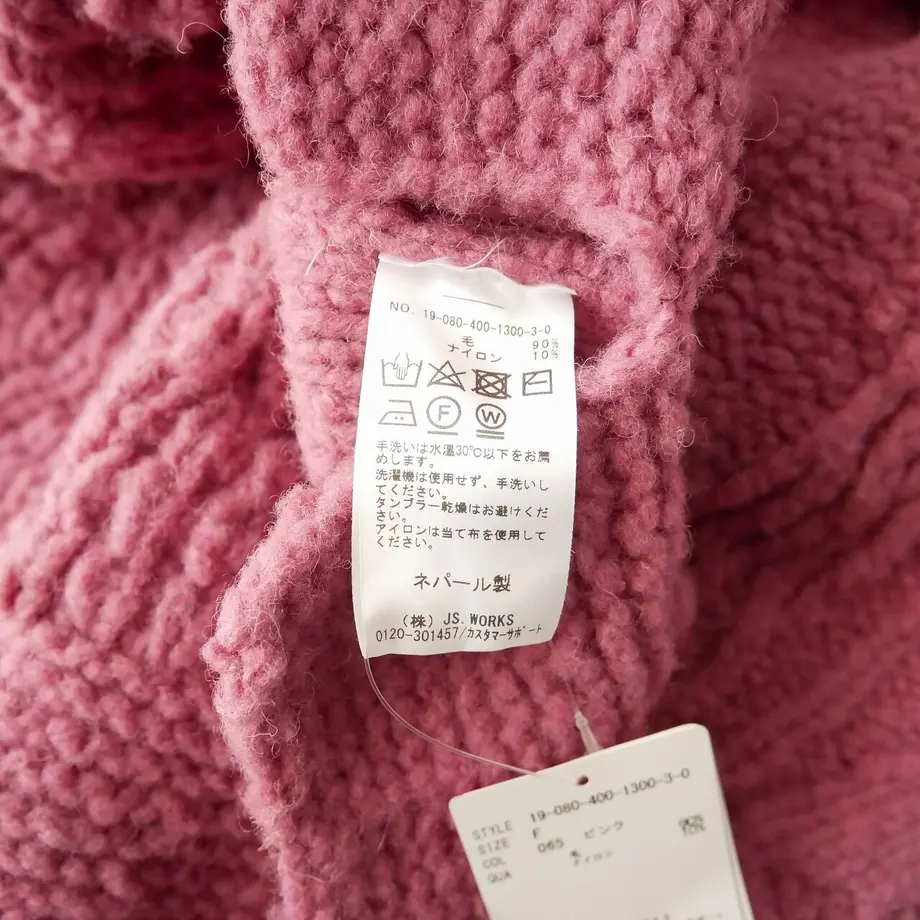 NO. 19-080-400-1300-3-0
毛 90%
ナイロン 10%
F W
手洗いは水温30℃以下をお薦
めします。
洗濯機は使用せず、手洗いし
てください。
タンブラー乾燥はお避けくだ
さい。
アイロンは当て布を使用して
ください。
ネパール製
(株) JS. WORKS
0120-301457/カスタマーサポート
STYLE 19-080-400-1300-3-0
SIZE F
COL 065 ピンク
QUA 毛 90%
ナイロン 10%